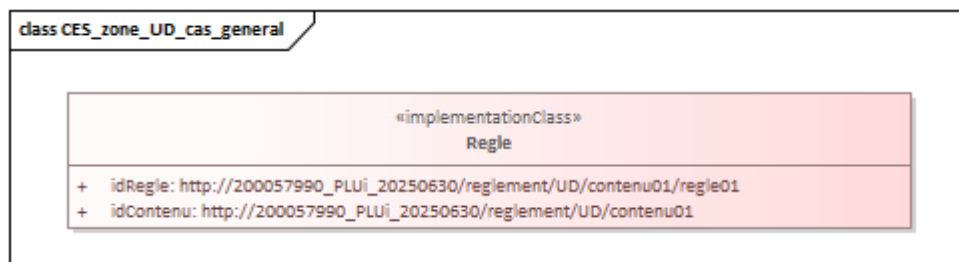 class CES_zone_UD_cas_general
«implementationClass»
Regle
+ idRegle: http://200057990_PLUi_20250630/reglement/UD/contenu01/regle01
+ idContenu: http://200057990_PLUi_20250630/reglement/UD/contenu01